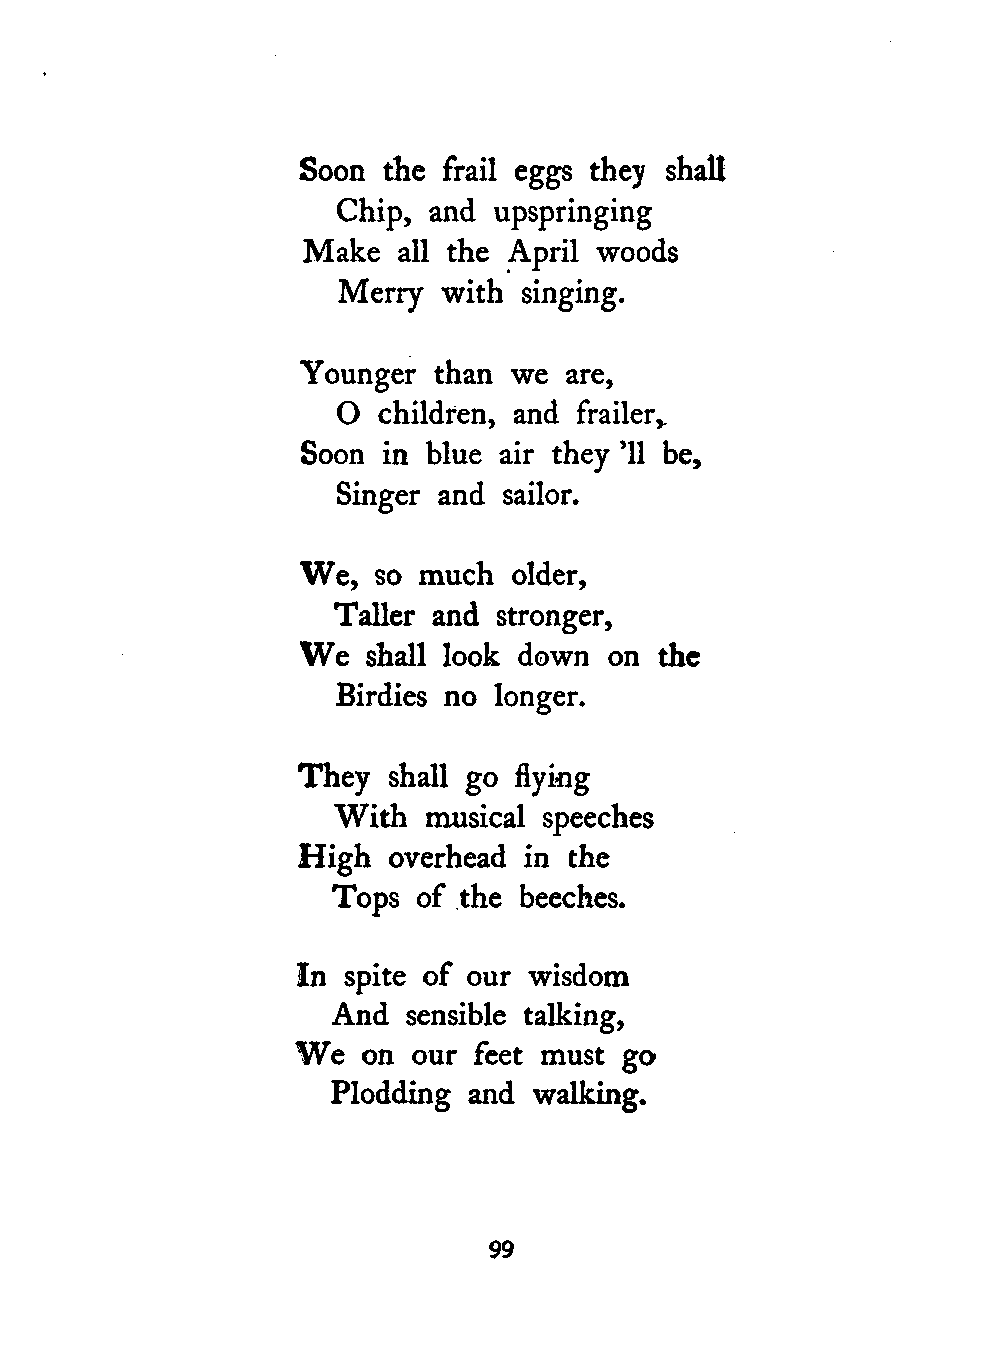 Soon the frail eggs they shall
Chip, and upspringing
Make all the April woods
Merry with singing.

Younger than we are,
O children, and frailer,
Soon in blue air they 'll be,
Singer and sailor.

We, so much older,
Taller and stronger,
We shall look down on the
Birdies no longer.

They shall go flying
With musical speeches
High overhead in the
Tops of the beeches.

In spite of our wisdom
And sensible talking,
We on our feet must go
Plodding and walking.

99